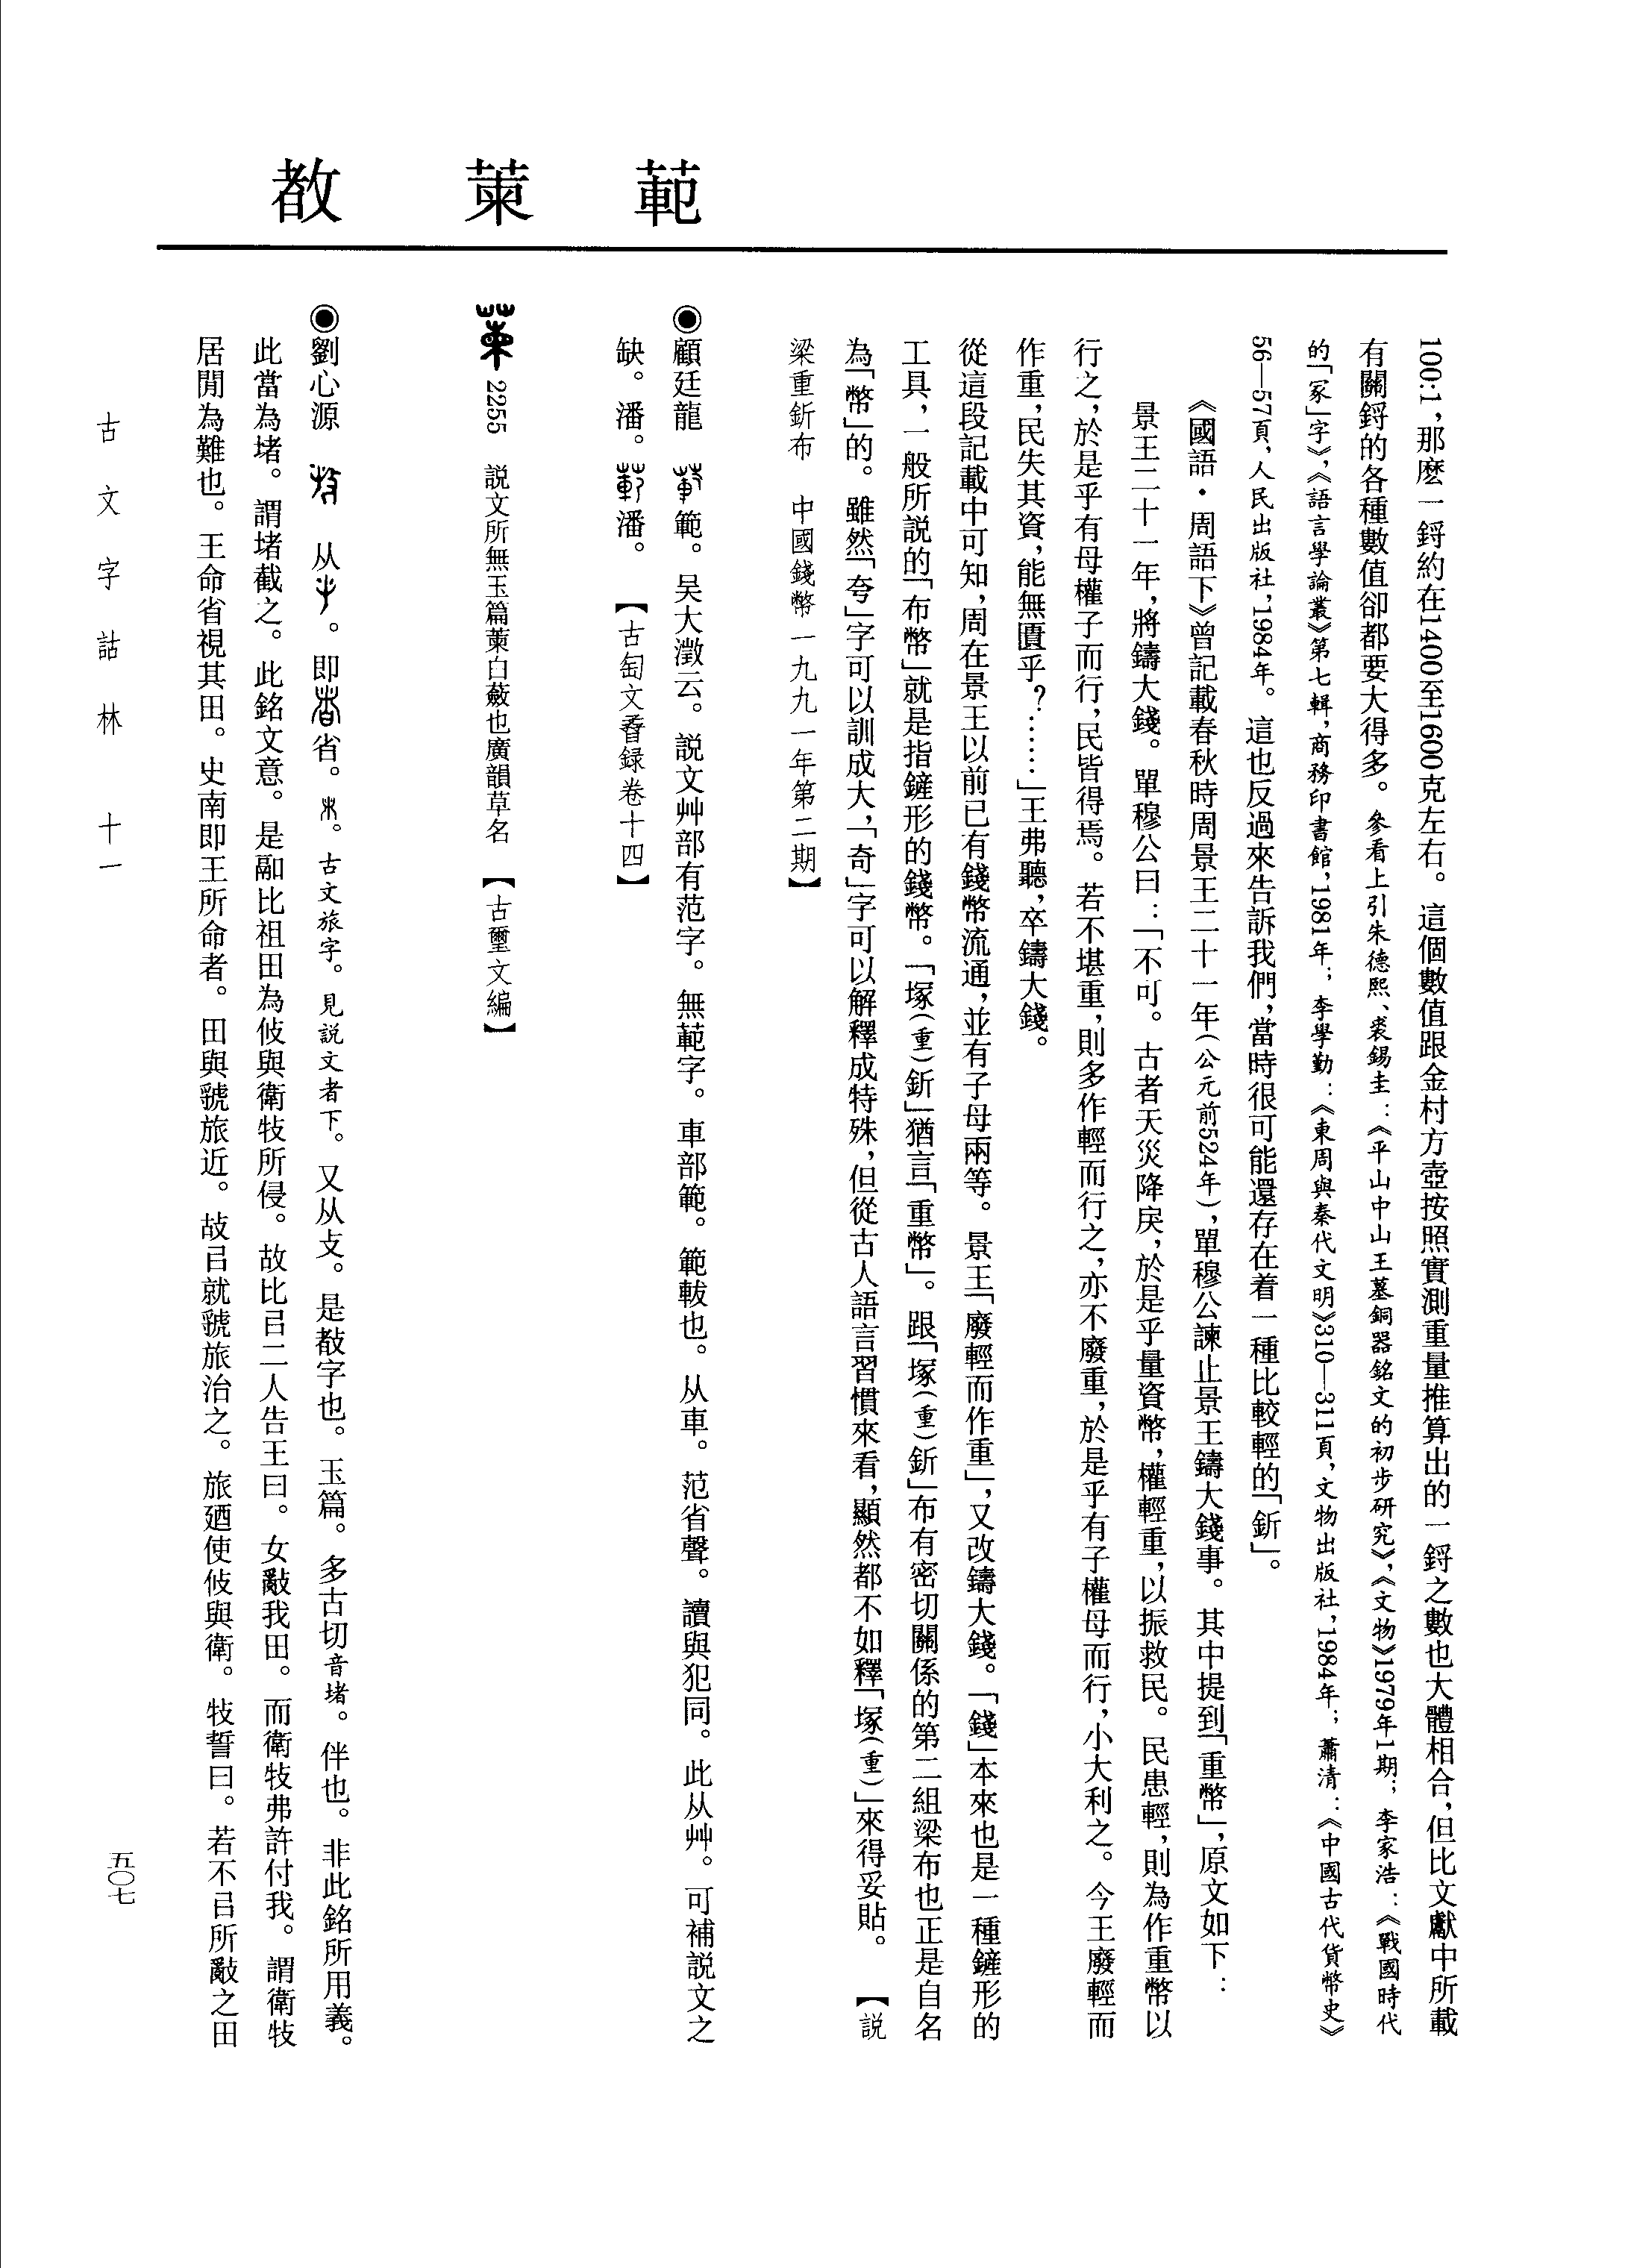 蒓 萰 教
100:1，那麽一鋝約在1400至1600克左右。這個數值跟金村方壺按照實測重量推算出的一鋝之數也大體相合，但比文獻中所載
有關鋝的各種數值卻都要大得多。參看上引朱德熙、裘錫圭：《平山中山王墓銅器銘文的初步研究》，《文物》1979年1期；李家浩：《戰國時代
的「冢」字》，《語言學論叢》第七輯，商務印書館，1981年；李學勤：《東周與秦代文明》310—311頁，文物出版社，1984年；蕭清：《中國古代貨幣史》
56—57頁，人民出版社，1984年。這也反過來告訴我們，當時很可能還存在着一種比較輕的「釿」。
《國語·周語下》曾記載春秋時周景王二十一年（公元前524年），單穆公諫止景王鑄大錢事。其中提到「重幣」，原文如下：
景王二十一年，將鑄大錢。單穆公曰：「不可。古者天災降戾，於是乎量資幣，權輕重，以振救民。民患輕，則為作重幣以
行之，於是乎有母權子而行，民皆得焉。若不堪重，則多作輕而行之，亦不廢重，於是乎有子權母而行，小大利之。今王廢輕而
作重，民失其資，能無匱乎？……」王弗聽，卒鑄大錢。
從這段記載中可知，周在景王以前已有錢幣流通，並有子母兩等。景王「廢輕而作重」，又改鑄大錢。「錢」本來也是一種鏟形的
工具，一般所説的「布幣」就是指鏟形的錢幣。「塚（重）釿」猶言「重幣」。跟「塚（重）釿」布有密切關係的第二組梁布也正是自名
為「幣」的。雖然「夸」字可以訓成大，「奇」字可以解釋成特殊，但從古人語言習慣來看，顯然都不如釋「塚（重）」來得妥貼。【説
梁重釿布 中國錢幣一九九一年第二期】
◉顧廷龍 範。吴大澂云。説文艸部有范字。無蒓字。車部範。範軷也。从車。范省聲。讀與犯同。此从艸。可補説文之
缺。潘。潘。【古匋文孴録卷十四】
2255 説文所無玉篇萰白蘞也廣韻草名 【古璽文編】
◉劉心源 从。即省。古文旅字。見説文者下。又从攴。是㪇字也。玉篇。多古切音堵。伴也。非此銘所用義。
此當為堵。謂堵截之。此銘文意。是鬲比祖田為攸與衛牧所侵。故比㠯二人告王曰。女㪇我田。而衛牧弗許付我。謂衛牧
居閒為難也。王命省視其田。史南即王所命者。田與虢旅近。故㠯就虢旅治之。旅廼使攸與衛。牧誓曰。若不㠯所㪇之田
古文字詁林 十一
五〇七